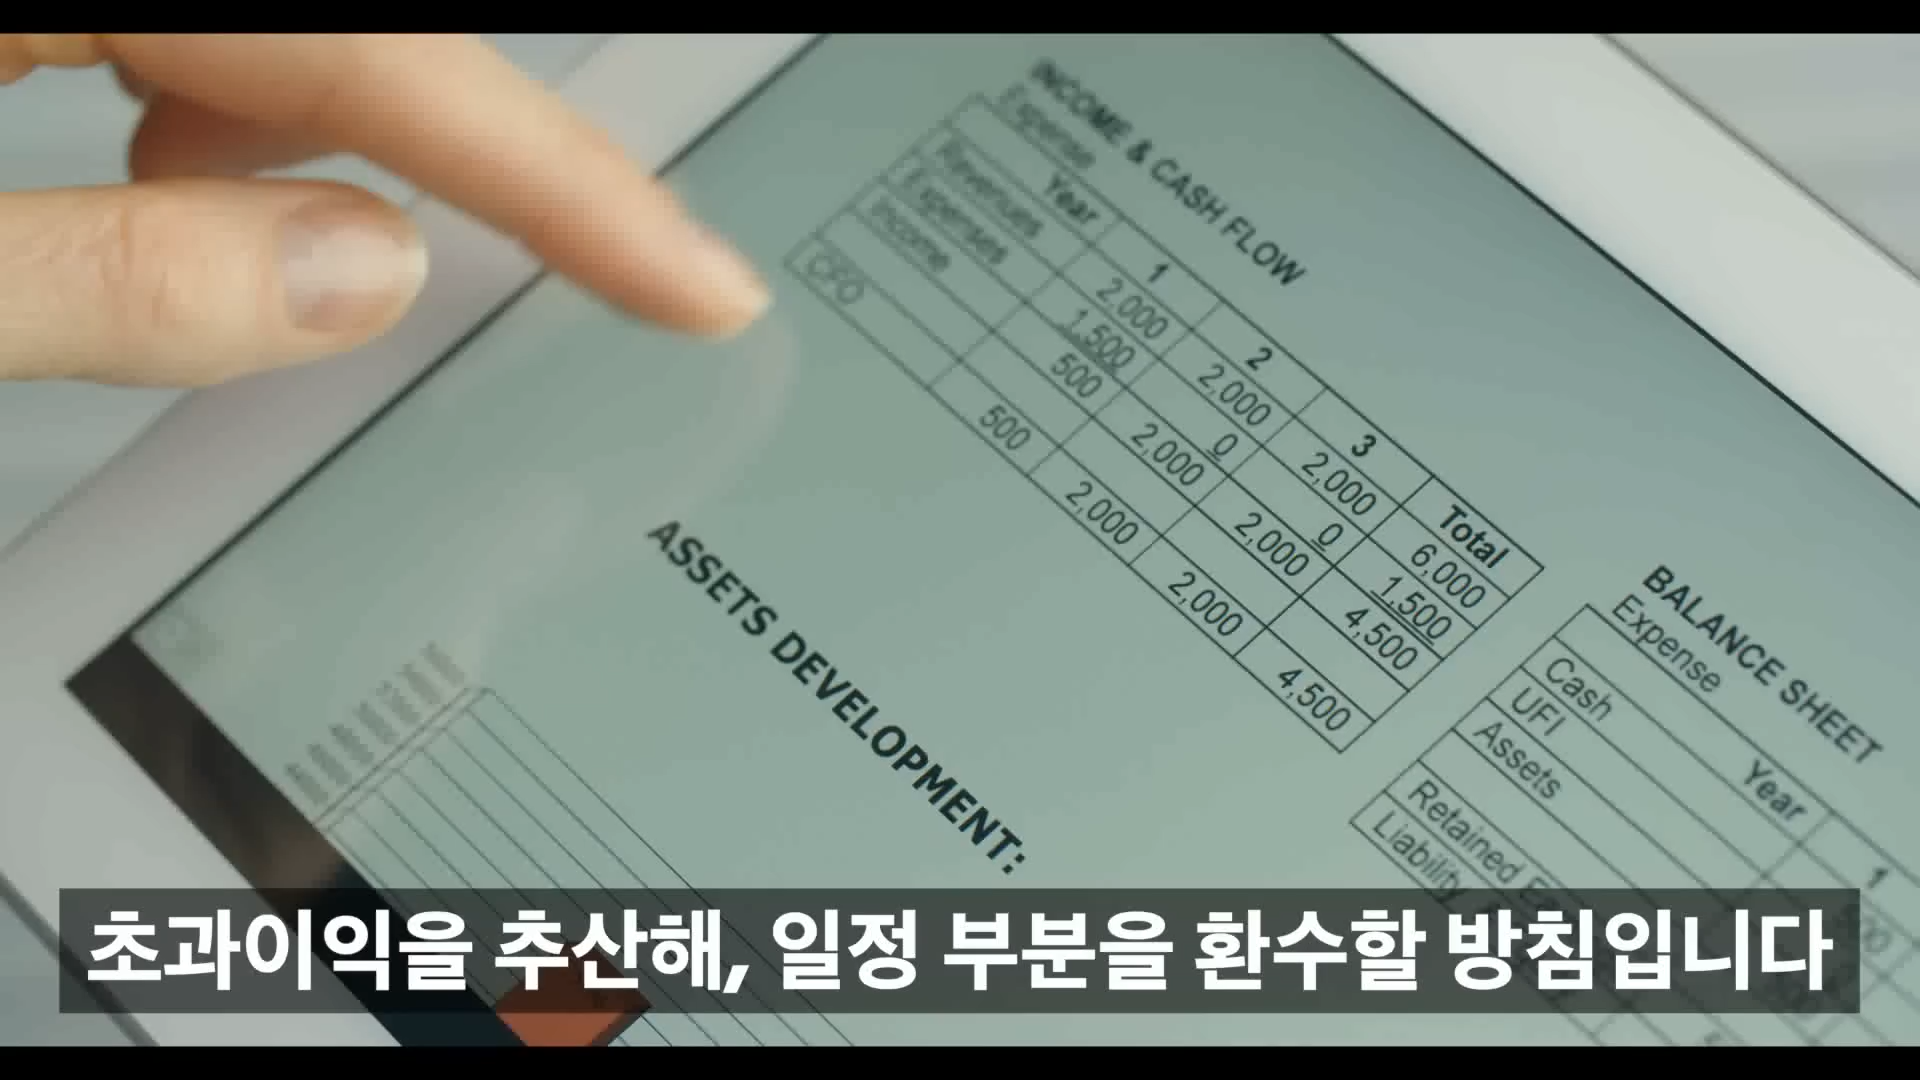 INCOME & CASH FLOW
Expense Year 1 2 3 Total
Revenues 2,000 2,000 2,000 6,000
Expenses 1,500 0 0 1,500
Income 500 2,000 2,000 4,500
CFO 500 2,000 2,000 4,500
ASSETS DEVELOPMENT:
BALANCE SHEET
Expense Year 1
Cash
UFI
Assets
Retained
Liability
초과이익을 추산해, 일정 부분을 환수할 방침입니다